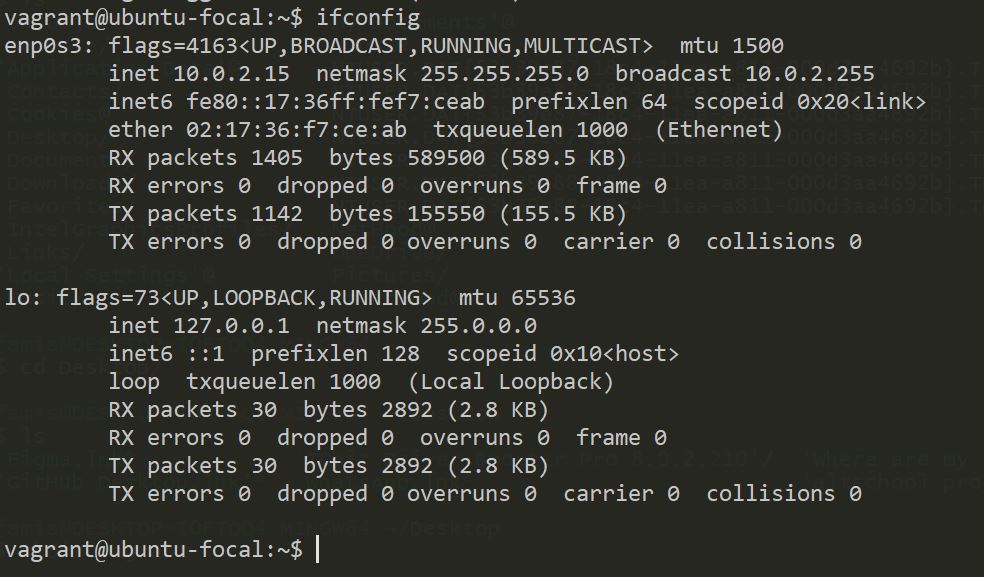 vagrant@ubuntu-focal:~$ ifconfig
enp0s3: flags=4163<UP,BROADCAST,RUNNING,MULTICAST>  mtu 1500
        inet 10.0.2.15  netmask 255.255.255.0  broadcast 10.0.2.255
        inet6 fe80::17:36ff:fef7:ceab  prefixlen 64  scopeid 0x20<link>
        ether 02:17:36:f7:ce:ab  txqueuelen 1000  (Ethernet)
        RX packets 1405  bytes 589500 (589.5 KB)
        RX errors 0  dropped 0  overruns 0  frame 0
        TX packets 1142  bytes 155550 (155.5 KB)
        TX errors 0  dropped 0 overruns 0  carrier 0  collisions 0

lo: flags=73<UP,LOOPBACK,RUNNING>  mtu 65536
        inet 127.0.0.1  netmask 255.0.0.0
        inet6 ::1  prefixlen 128  scopeid 0x10<host>
        loop  txqueuelen 1000  (Local Loopback)
        RX packets 30  bytes 2892 (2.8 KB)
        RX errors 0  dropped 0  overruns 0  frame 0
        TX packets 30  bytes 2892 (2.8 KB)
        TX errors 0  dropped 0 overruns 0  carrier 0  collisions 0

vagrant@ubuntu-focal:~$